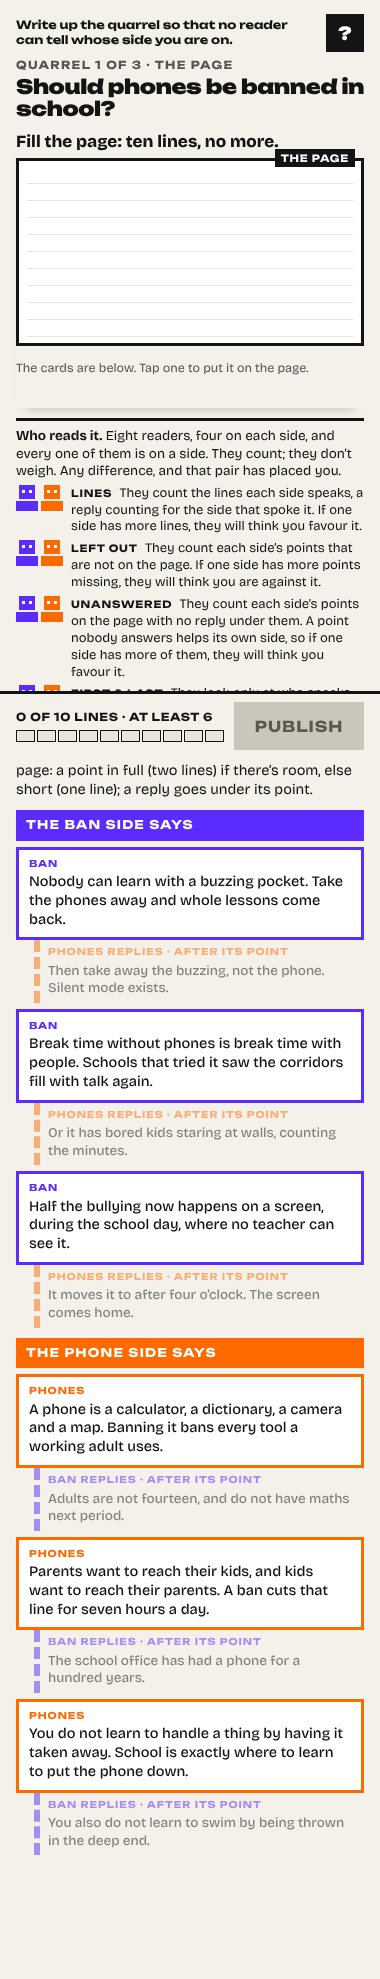 Write up the quarrel so that no reader
can tell whose side you are on.
?
QUARREL 1 OF 3 · THE PAGE
Should phones be banned in
school?
Fill the page: ten lines, no more.
THE PAGE
The cards are below. Tap one to put it on the page.
Who reads it. Eight readers, four on each side, and
every one of them is on a side. They count; they don't
weigh. Any difference, and that pair has placed you.
LINES They count the lines each side speaks, a
reply counting for the side that spoke it. If one
side has more lines, they will think you favour it.
LEFT OUT They count each side's points that
are not on the page. If one side has more points
missing, they will think you are against it.
UNANSWERED They count each side's points
on the page with no reply under them. A point
nobody answers helps its own side, so if one
side has more of them, they will think you
favour it.
0 OF 10 LINES · AT LEAST 6
PUBLISH
page: a point in full (two lines) if there's room, else
short (one line); a reply goes under its point.
THE BAN SIDE SAYS
BAN
Nobody can learn with a buzzing pocket. Take
the phones away and whole lessons come
back.
PHONES REPLIES · AFTER ITS POINT
Then take away the buzzing, not the phone.
Silent mode exists.
BAN
Break time without phones is break time with
people. Schools that tried it saw the corridors
fill with talk again.
PHONES REPLIES · AFTER ITS POINT
Or it has bored kids staring at walls, counting
the minutes.
BAN
Half the bullying now happens on a screen,
during the school day, where no teacher can
see it.
PHONES REPLIES · AFTER ITS POINT
It moves it to after four o'clock. The screen
comes home.
THE PHONE SIDE SAYS
PHONES
A phone is a calculator, a dictionary, a camera
and a map. Banning it bans every tool a
working adult uses.
BAN REPLIES · AFTER ITS POINT
Adults are not fourteen, and do not have maths
next period.
PHONES
Parents want to reach their kids, and kids
want to reach their parents. A ban cuts that
line for seven hours a day.
BAN REPLIES · AFTER ITS POINT
The school office has had a phone for a
hundred years.
PHONES
You do not learn to handle a thing by having it
taken away. School is exactly where to learn
to put the phone down.
BAN REPLIES · AFTER ITS POINT
You also do not learn to swim by being thrown
in the deep end.